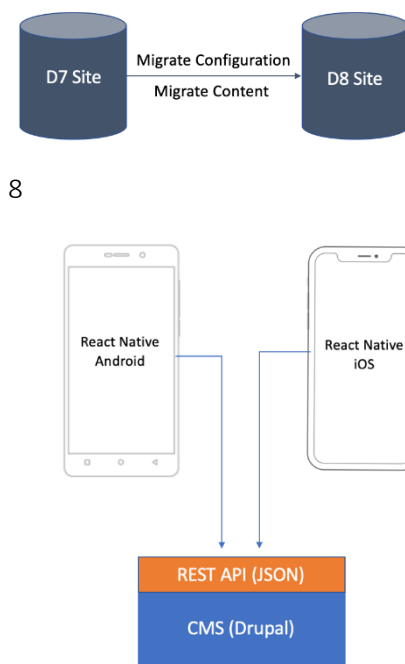 D7 Site
Migrate Configuration
Migrate Content
D8 Site
8
React Native
Android
React Native
iOS
REST API (JSON)
CMS (Drupal)